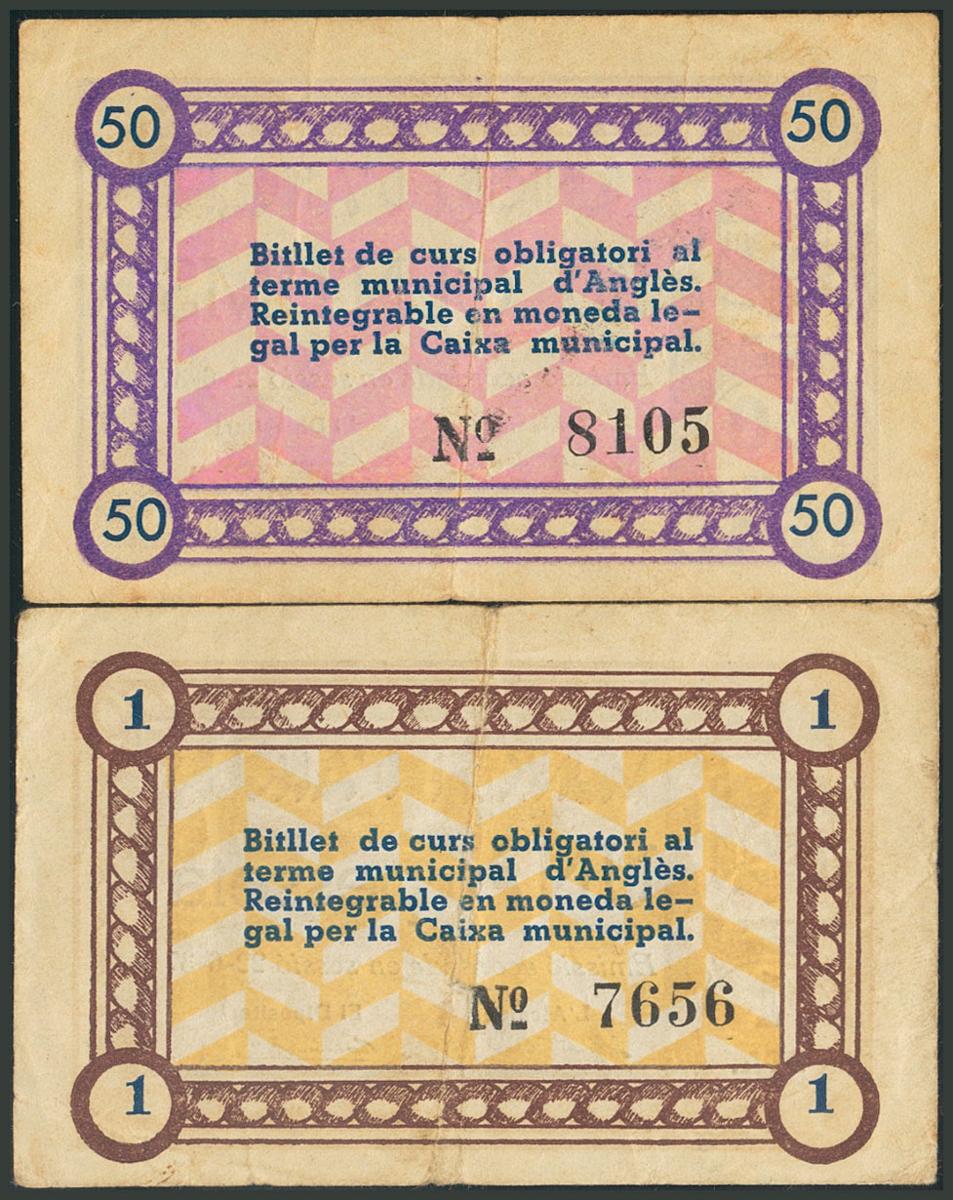 50 50
Bitllet de curs obligatori al
terme municipal d'Anglès.
Reintegrable en moneda le-
gal per la Caixa municipal.
Nº 8105
50 50
1 1
Bitllet de curs obligatori al
terme municipal d'Anglès.
Reintegrable en moneda le-
gal per la Caixa municipal.
Nº 7656
1 1